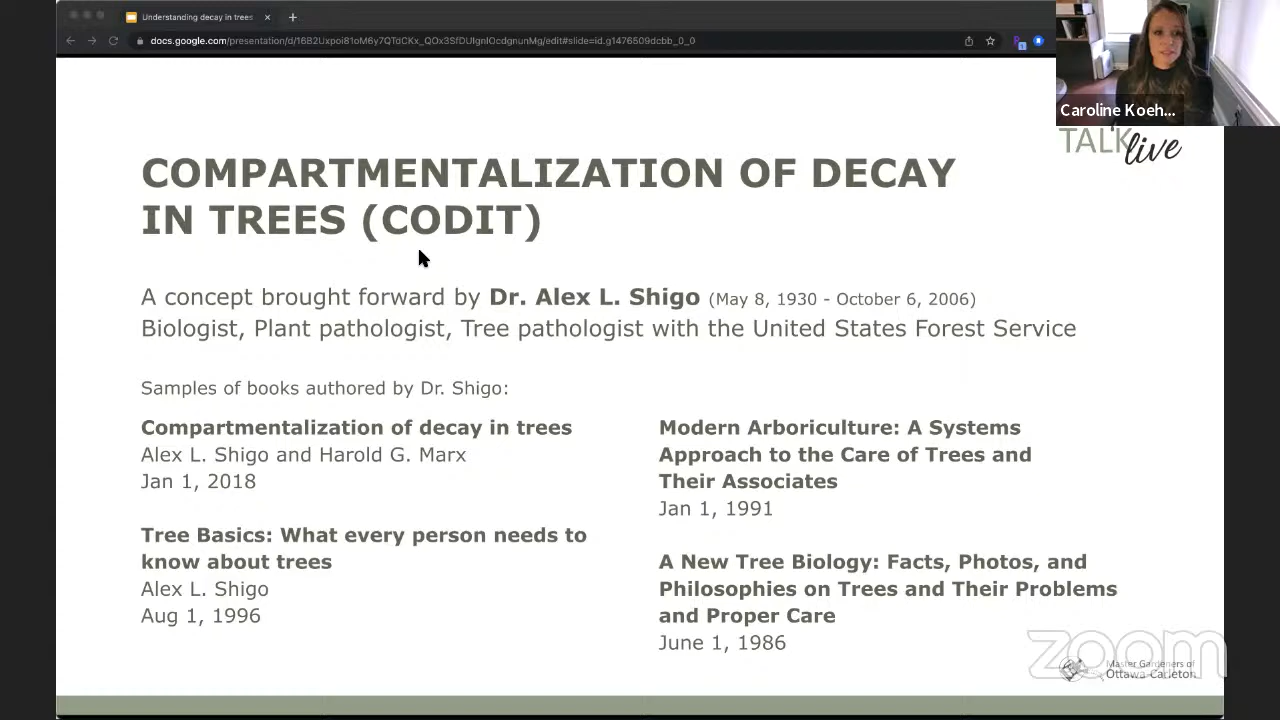 Understanding decay in trees
docs.google.com/presentation/d/16B2Uxpoi81oM6y7QTdCKx_QOx3SfDUIgnIOcdgnunMg/edit#slide=id.g1476509dcbb_0_0
Caroline Koeh...
TALK live
COMPARTMENTALIZATION OF DECAY
IN TREES (CODIT)
A concept brought forward by Dr. Alex L. Shigo (May 8, 1930 - October 6, 2006)
Biologist, Plant pathologist, Tree pathologist with the United States Forest Service
Samples of books authored by Dr. Shigo:
Compartmentalization of decay in trees
Alex L. Shigo and Harold G. Marx
Jan 1, 2018
Tree Basics: What every person needs to
know about trees
Alex L. Shigo
Aug 1, 1996
Modern Arboriculture: A Systems
Approach to the Care of Trees and
Their Associates
Jan 1, 1991
A New Tree Biology: Facts, Photos, and
Philosophies on Trees and Their Problems
and Proper Care
June 1, 1986
zoom
Master Gardeners of
Ottawa-Carleton